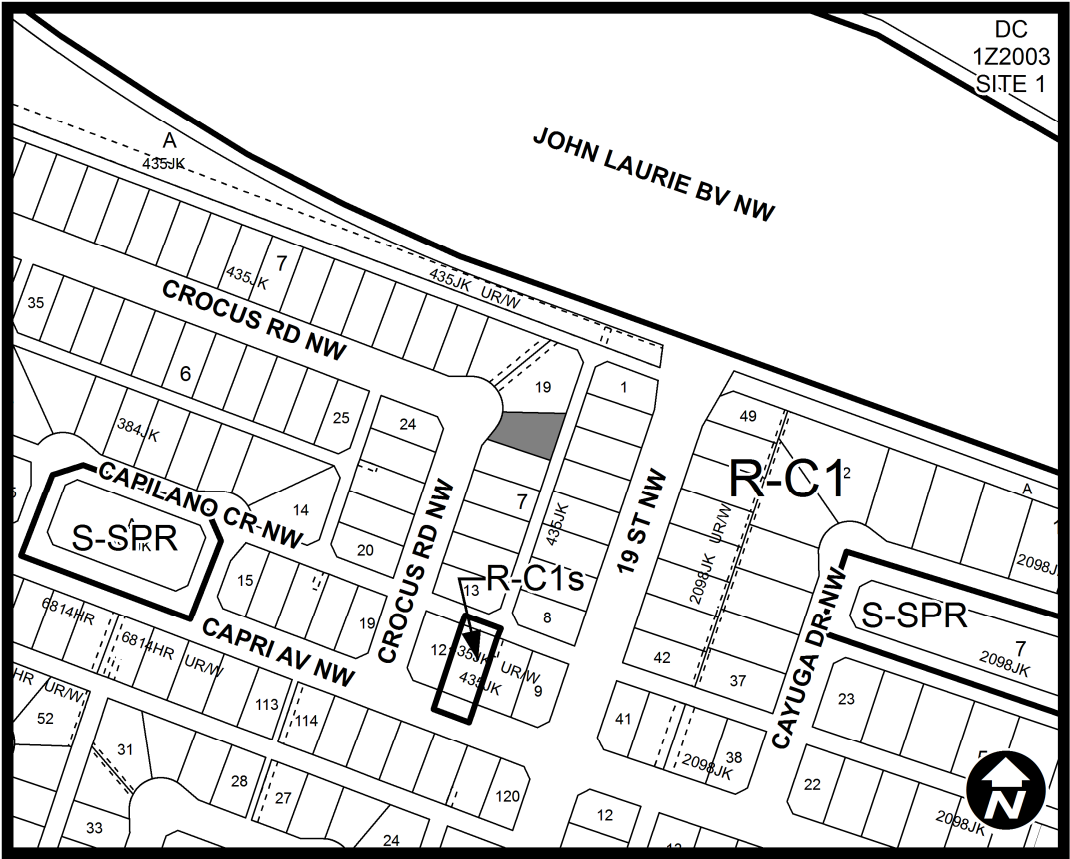 DC
1Z2003
SITE 1
A
435JK
JOHN LAURIE BV NW
7
435JK
435JK UR/W
CROCUS RD NW
35
6
25
24
19
1
49
384JK
R-C1
2
A
CAPILANO CR NW
14
S-SPR
20
7
435JK
19 ST NW
2098JK UR/W
CROCUS RD NW
R-C1s
15
19
13
8
S-SPR
7
2098JK
6814HR
6814HR UR/W
CAPRI AV NW
12
435JK
UR/W
435JK
9
42
37
CAYUGA DR NW
23
HR UR/W
52
113
114
41
38
2098JK
31
28
27
120
22
33
24
12
2098JK
N